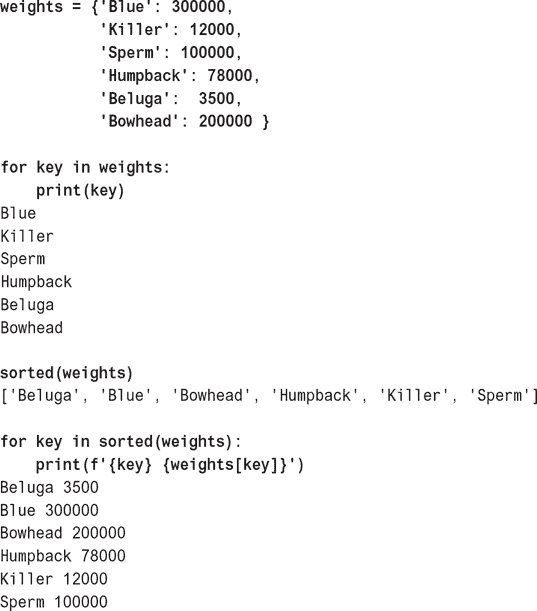 weights = {'Blue': 300000,
'Killer': 12000,
'Sperm': 100000,
'Humpback': 78000,
'Beluga':  3500,
'Bowhead': 200000 }
for key in weights:
print(key)
Blue
Killer
Sperm
Humpback
Beluga
Bowhead
sorted(weights)
['Beluga', 'Blue', 'Bowhead', 'Humpback', 'Killer', 'Sperm']
for key in sorted(weights):
print(f'{key} {weights[key]}')
Beluga 3500
Blue 300000
Bowhead 200000
Humpback 78000
Killer 12000
Sperm 100000